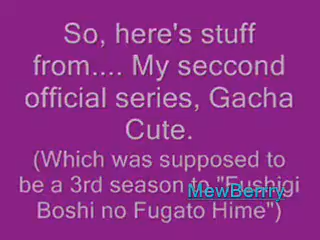 So, here's stuff
from.... My seccond
official series, Gacha
Cute.
(Which was supposed to
be a 3rd season to "Fushigi
Boshi no Fugato Hime")
MewBerrry